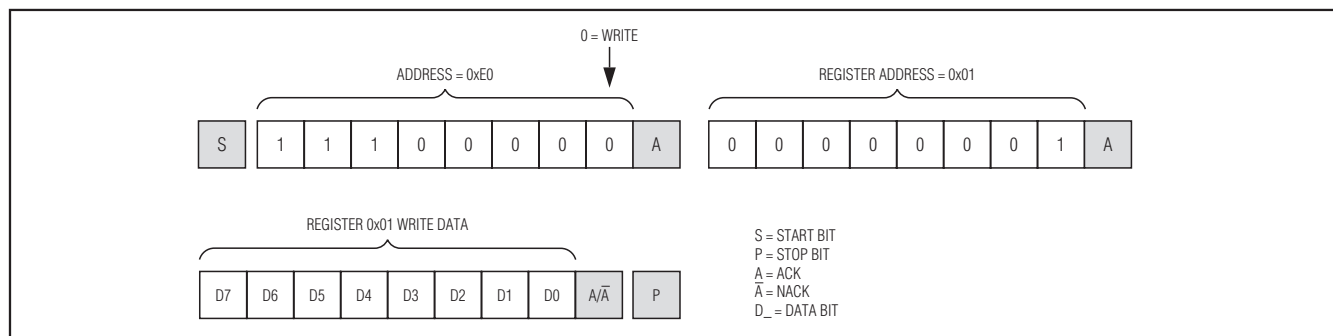 0 = WRITE
ADDRESS = 0xE0
REGISTER ADDRESS = 0x01
S 1 1 1 0 0 0 0 0 A 0 0 0 0 0 0 0 1 A
REGISTER 0x01 WRITE DATA
D7 D6 D5 D4 D3 D2 D1 D0 A/A̅ P
S = START BIT
P = STOP BIT
A = ACK
A̅ = NACK
D_ = DATA BIT